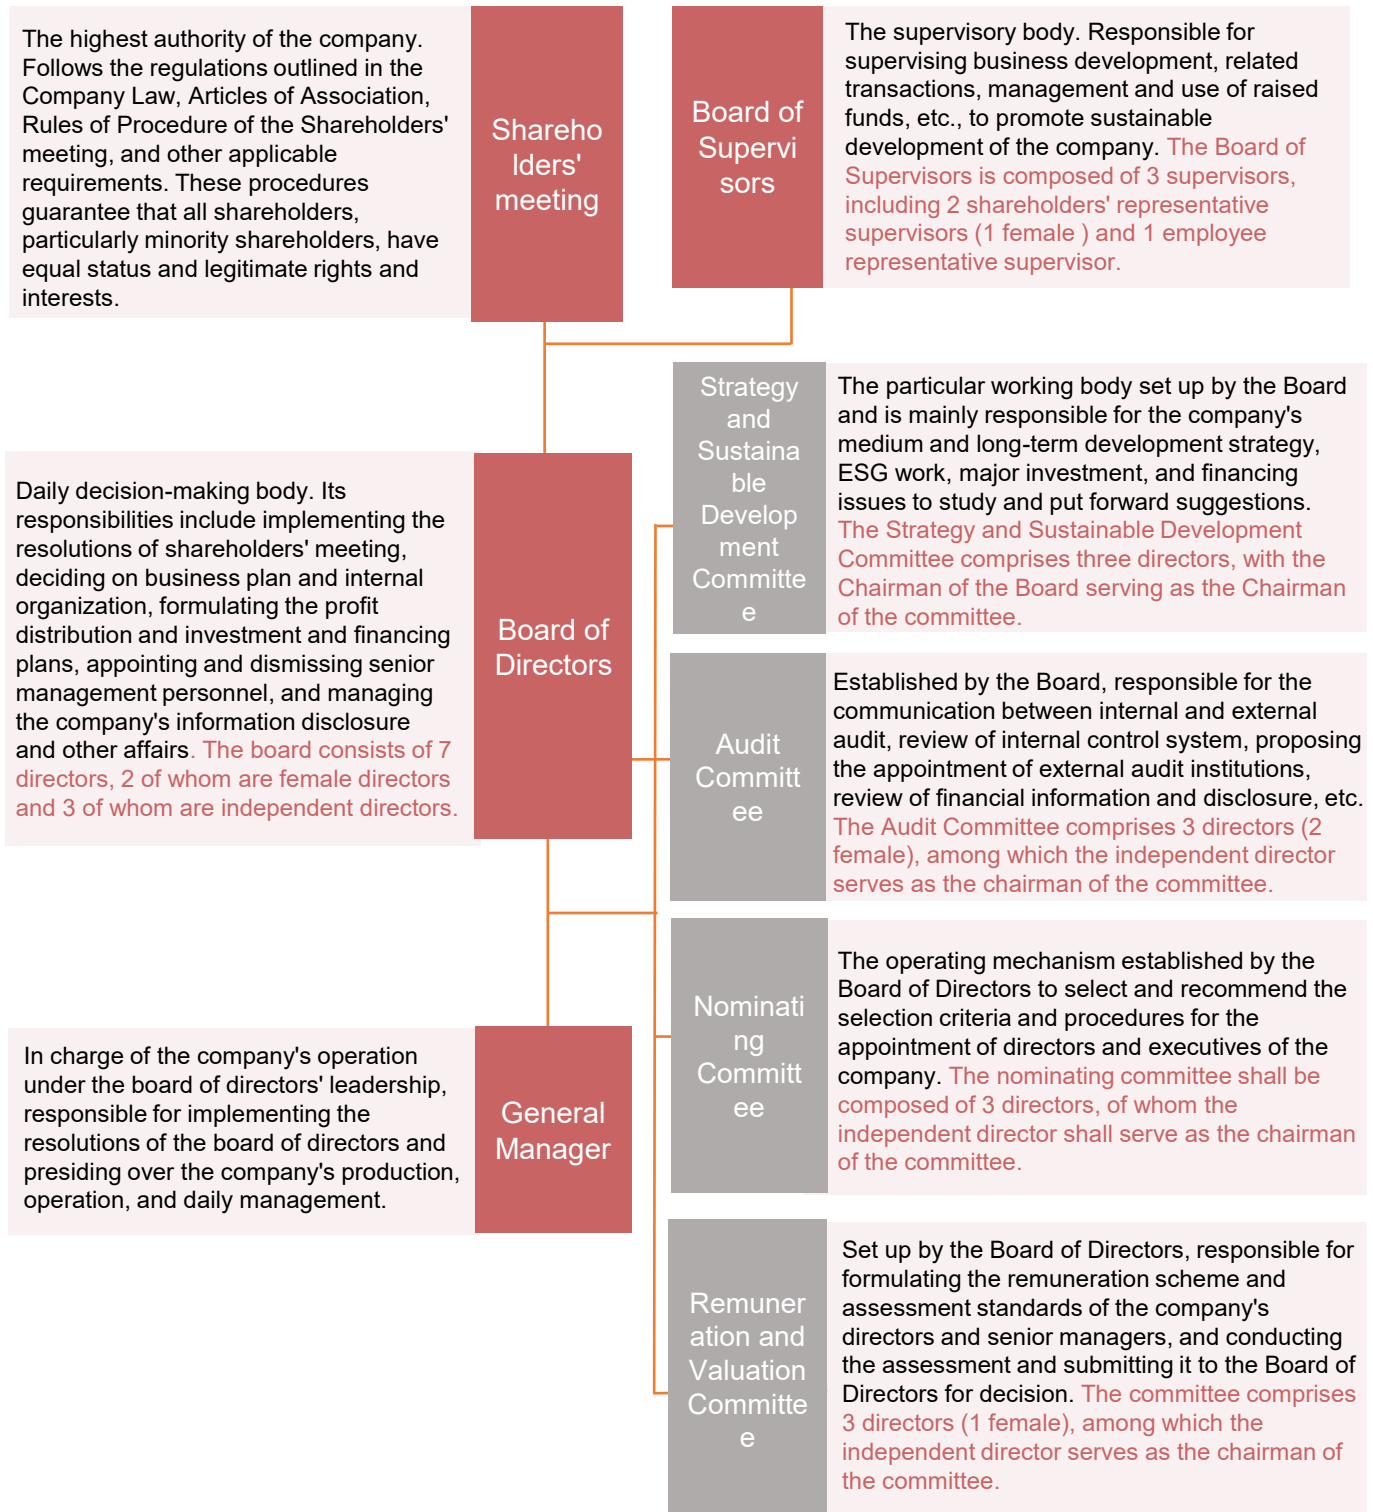 The highest authority of the company.
Follows the regulations outlined in the
Company Law, Articles of Association,
Rules of Procedure of the Shareholders'
meeting, and other applicable
requirements. These procedures
guarantee that all shareholders,
particularly minority shareholders, have
equal status and legitimate rights and
interests.
Shareho
lders'
meeting
Board of
Supervi
sors
The supervisory body. Responsible for
supervising business development, related
transactions, management and use of raised
funds, etc., to promote sustainable
development of the company. The Board of
Supervisors is composed of 3 supervisors,
including 2 shareholders' representative
supervisors (1 female ) and 1 employee
representative supervisor.
Strategy
and
Sustaina
ble
Develop
ment
Committe
e
The particular working body set up by the Board
and is mainly responsible for the company's
medium and long-term development strategy,
ESG work, major investment, and financing
issues to study and put forward suggestions.
The Strategy and Sustainable Development
Committee comprises three directors, with the
Chairman of the Board serving as the Chairman
of the committee.
Daily decision-making body. Its
responsibilities include implementing the
resolutions of shareholders' meeting,
deciding on business plan and internal
organization, formulating the profit
distribution and investment and financing
plans, appointing and dismissing senior
management personnel, and managing
the company's information disclosure
and other affairs. The board consists of 7
directors, 2 of whom are female directors
and 3 of whom are independent directors.
Board of
Directors
Audit
Committ
ee
Established by the Board, responsible for the
communication between internal and external
audit, review of internal control system, proposing
the appointment of external audit institutions,
review of financial information and disclosure, etc.
The Audit Committee comprises 3 directors (2
female), among which the independent director
serves as the chairman of the committee.
Nominati
ng
Committ
ee
The operating mechanism established by the
Board of Directors to select and recommend the
selection criteria and procedures for the
appointment of directors and executives of the
company. The nominating committee shall be
composed of 3 directors, of whom the
independent director shall serve as the chairman
of the committee.
In charge of the company's operation
under the board of directors' leadership,
responsible for implementing the
resolutions of the board of directors and
presiding over the company's production,
operation, and daily management.
General
Manager
Remuner
ation and
Valuation
Committe
e
Set up by the Board of Directors, responsible for
formulating the remuneration scheme and
assessment standards of the company's
directors and senior managers, and conducting
the assessment and submitting it to the Board of
Directors for decision. The committee comprises
3 directors (1 female), among which the
independent director serves as the chairman of
the committee.